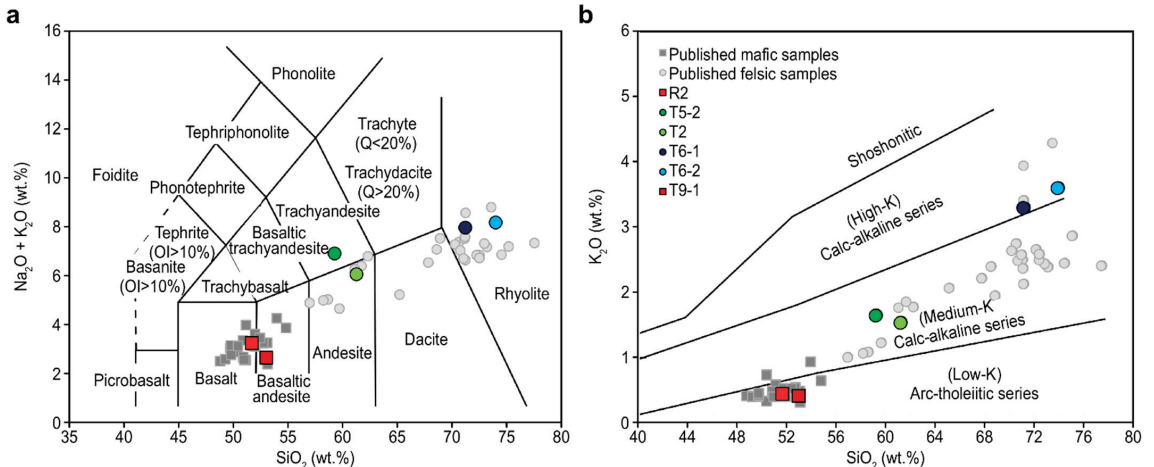 a
16
14
12
10
8
6
4
2
0
Na2O + K2O (wt.%)
35
40
45
50
55
60
65
70
75
80
SiO2 (wt.%)
Phonolite
Tephriphonolite
Trachyte
(Q<20%)
Foidite
Trachydacite
(Q>20%)
Phonotephrite
Trachyandesite
Tephrite
(OI>10%)
Basaltic
trachyandesite
Basanite
(OI>10%)
Trachybasalt
Rhyolite
Dacite
Andesite
Picrobasalt
Basalt
Basaltic
andesite
b
6
5
4
3
2
1
0
K2O (wt.%)
40
44
48
52
56
60
64
68
72
76
80
SiO2 (wt.%)
Published mafic samples
Published felsic samples
R2
T5-2
T2
T6-1
T6-2
T9-1
Shoshonitic
(High-K)
Calc-alkaline series
(Medium-K
Calc-alkaline series)
(Low-K)
Arc-tholeiitic series